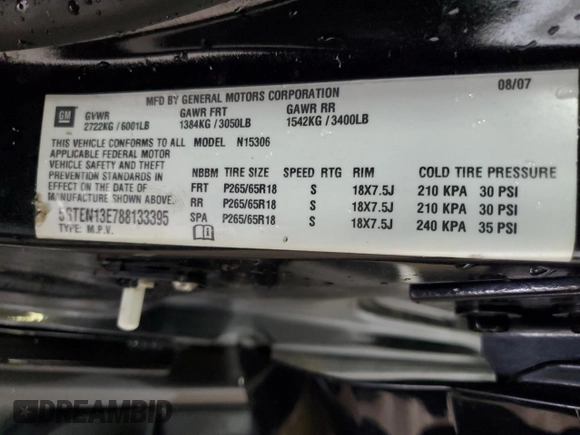 MFD BY GENERAL MOTORS CORPORATION 08/07
GM GVWR GAWR FRT GAWR RR
2722KG / 6001LB 1384KG / 3050LB 1542KG / 3400LB
THIS VEHICLE CONFORMS TO ALL MODEL N15306
APPLICABLE FEDERAL MOTOR
VEHICLE SAFETY AND THEFT
PREVENTION STANDARDS IN
EFFECT ON THE DATE OF
MANUFACTURE SHOWN ABOVE.
5GTEN13E788133395
TYPE: M.P.V.
NBBM TIRE SIZE SPEED RTG RIM COLD TIRE PRESSURE
FRT P265/65R18 S 18X7.5J 210 KPA 30 PSI
RR P265/65R18 S 18X7.5J 210 KPA 30 PSI
SPA P265/65R18 S 18X7.5J 240 KPA 35 PSI
DREAMBID